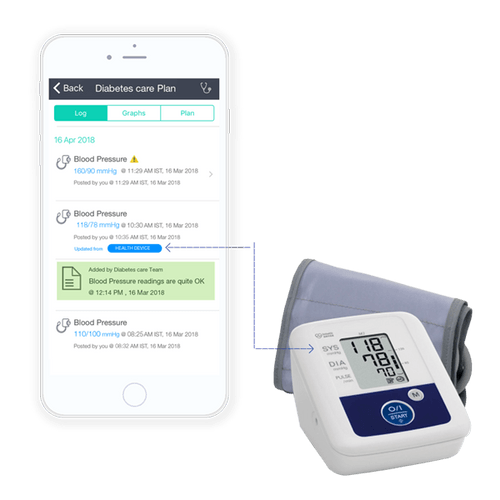 Back Diabetes care Plan
Log Graphs Plan
16 Apr 2018
Blood Pressure
160/90 mmHg @ 11:29 AM IST, 16 Mar 2018
Posted by you @ 11:29 AM IST, 16 Mar 2018
Blood Pressure
118/78 mmHg @ 10:30 AM IST, 16 Mar 2018
Posted by you @ 10:35 AM IST, 16 Mar 2018
Updated from HEALTH DEVICE
Added by Diabetes care Team
Blood Pressure readings are quite OK
@ 12:14 PM , 16 Mar 2018
Blood Pressure
110/100 mmHg @ 08:25 AM IST, 16 Mar 2018
Posted by you @ 08:32 AM IST, 16 Mar 2018
SYS 118
mmHg
DIA 781
mmHg
PULSE 70
M
O/I
START